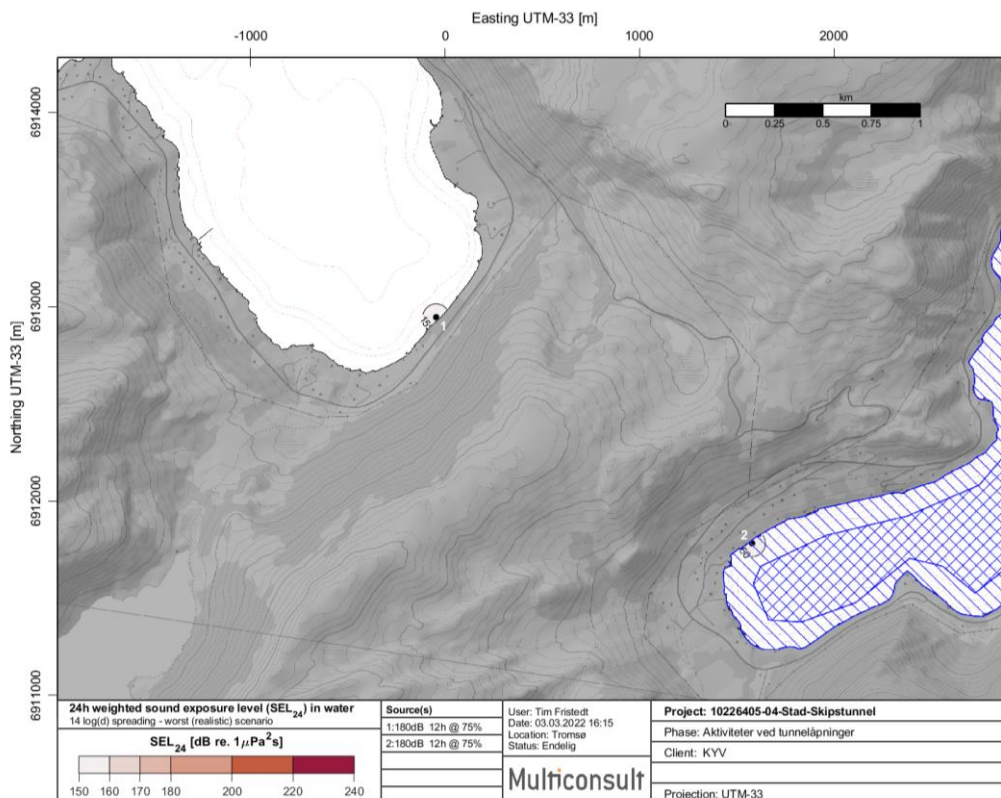 Easting UTM-33 [m]
-1000 0 1000 2000
Northing UTM-33 [m]
6914000
6913000
6912000
6911000
km
0 0.25 0.5 0.75 1
1
2
24h weighted sound exposure level (SEL24) in water
14 log(d) spreading - worst (realistic) scenario
SEL24 [dB re. 1μPa2s]
150 160 170 180 200 220 240
Source(s)
1:180dB 12h @ 75%
2:180dB 12h @ 75%
User: Tim Fristedt
Date: 03.03.2022 16:15
Location: Tromsø
Status: Endelig
Multiconsult
Project: 10226405-04-Stad-Skipstunnel
Phase: Aktiviteter ved tunnelåpninger
Client: KYV
Projection: UTM-33